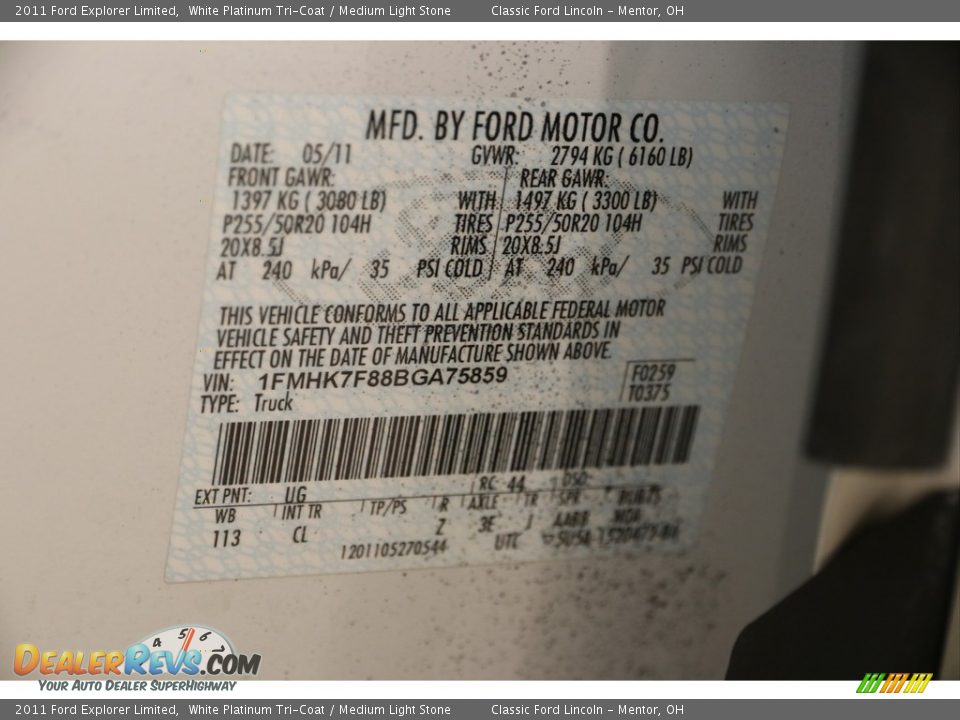 2011 Ford Explorer Limited, White Platinum Tri-Coat / Medium Light Stone Classic Ford Lincoln - Mentor, OH
MFD. BY FORD MOTOR CO.
DATE: 05/11 GVWR: 2794 KG ( 6160 LB)
FRONT GAWR: REAR GAWR:
1397 KG ( 3080 LB) WITH 1497 KG ( 3300 LB) WITH
P255/50R20 104H TIRES P255/50R20 104H TIRES
20X8.5J RIMS 20X8.5J RIMS
AT 240 kPa/ 35 PSI COLD AT 240 kPa/ 35 PSI COLD
THIS VEHICLE CONFORMS TO ALL APPLICABLE FEDERAL MOTOR
VEHICLE SAFETY AND THEFT PREVENTION STANDARDS IN
EFFECT ON THE DATE OF MANUFACTURE SHOWN ABOVE.
VIN: 1FMHK7F88BGA75859 F0259
TYPE: Truck T0375
EXT PNT: UG RC: 44 DSO:
WB INT TR TP/PS R AXLE TR SPR
113 CL Z 3E J
1201105270544 UTC
4 5 6 7
DEALERREVS.COM
YOUR AUTO DEALER SUPERHIGHWAY
2011 Ford Explorer Limited, White Platinum Tri-Coat / Medium Light Stone Classic Ford Lincoln - Mentor, OH